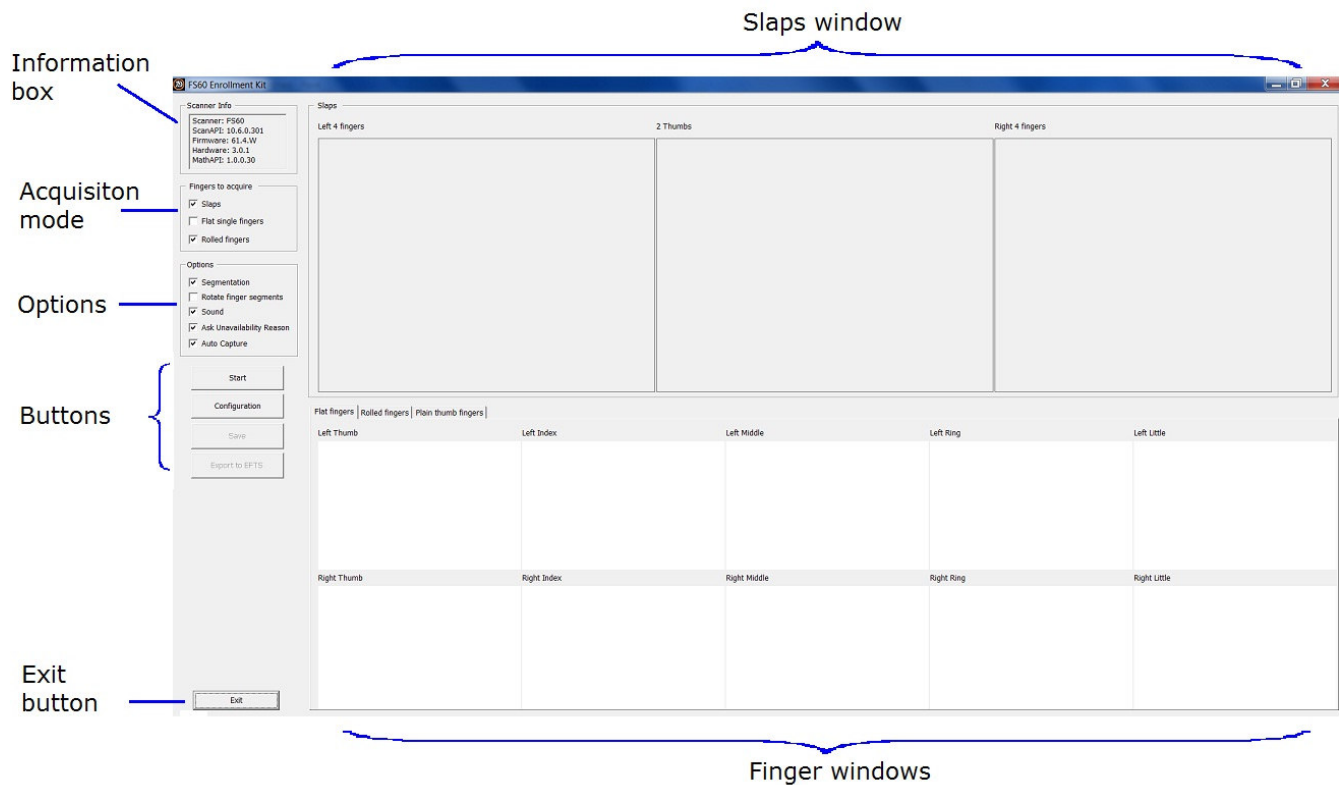 Slaps window
Information
box
FS60 Enrollment Kit
Scanner Info
Scanner: FS60
ScanAPI: 10.6.0.301
Firmware: 61.4.W
Hardware: 3.0.1
MathAPI: 1.0.0.30
Slaps
Left 4 fingers
2 Thumbs
Right 4 fingers
Acquisiton
mode
Fingers to acquire
Slaps
Flat single fingers
Rolled fingers
Options
Options
Segmentation
Rotate finger segments
Sound
Ask Unavailability Reason
Auto Capture
Buttons
Start
Configuration
Save
Export to EFTS
Flat fingers Rolled fingers Plain thumb fingers
Left Thumb
Left Index
Left Middle
Left Ring
Left Little
Right Thumb
Right Index
Right Middle
Right Ring
Right Little
Exit
button
Exit
Finger windows